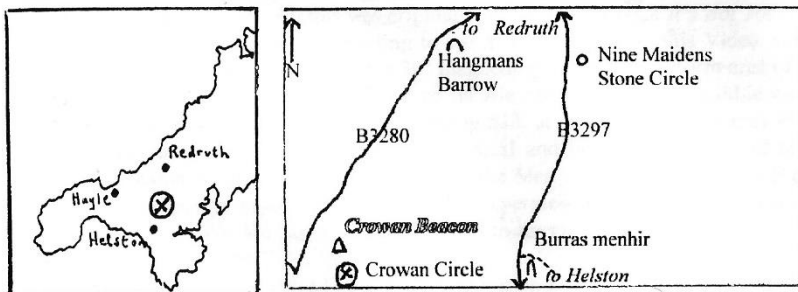 Redruth
Hayle
Helston
to Redruth
N
Hangmans
Barrow
Nine Maidens
Stone Circle
B3280
B3297
Crowan Beacon
Crowan Circle
Burras menhir
to Helston